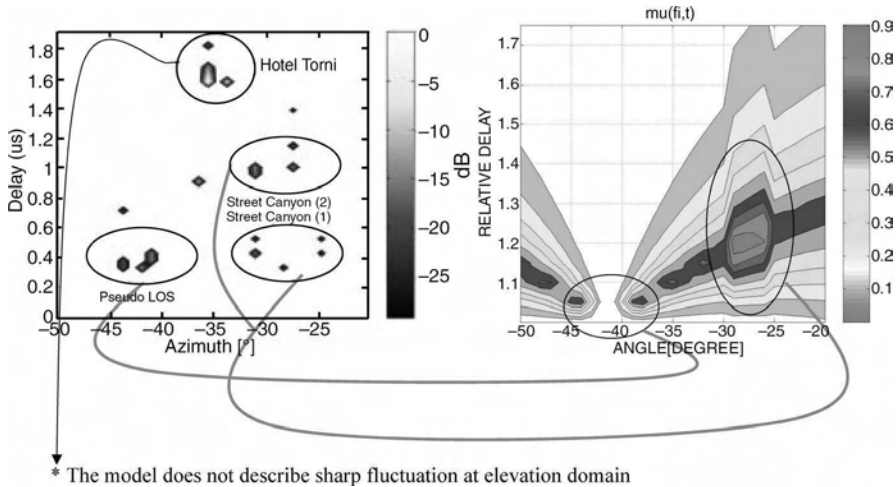 mu(fi,t)
1.8
1.6
1.4
1.2
1
0.8
0.6
0.4
0.2
0
Delay (us)
Hotel Torni
Street Canyon (2)
Street Canyon (1)
Pseudo LOS
−50 −45 −40 −35 −30 −25
Azimuth [°]
0
−5
−10
−15
−20
−25
dB
1.7
1.6
1.5
1.4
1.3
1.2
1.1
RELATIVE DELAY
−50 −45 −40 −35 −30 −25 −20
ANGLE[DEGREE]
0.9
0.8
0.7
0.6
0.5
0.4
0.3
0.2
0.1
* The model does not describe sharp fluctuation at elevation domain